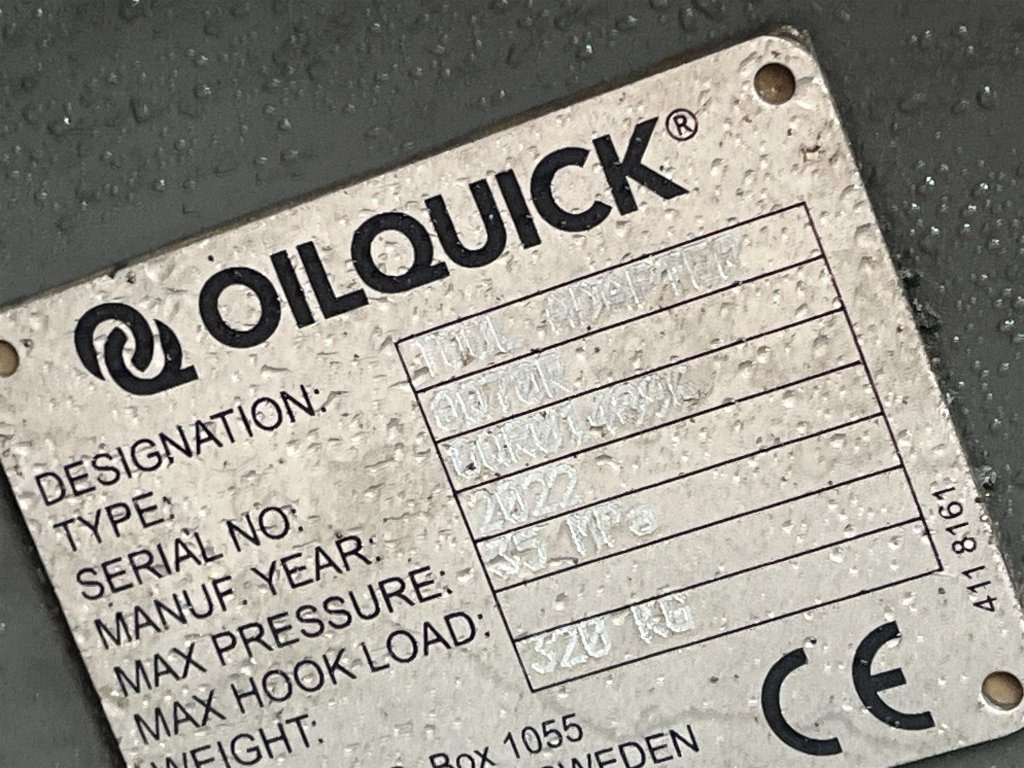 OILQUICK®
DESIGNATION: TOOL ADAPTER
TYPE:
SERIAL NO:
MANUF. YEAR: 2022
MAX PRESSURE: 35 MPa
MAX HOOK LOAD:
WEIGHT: 320 KG
Box 1055
SWEDEN
CE
411 8161